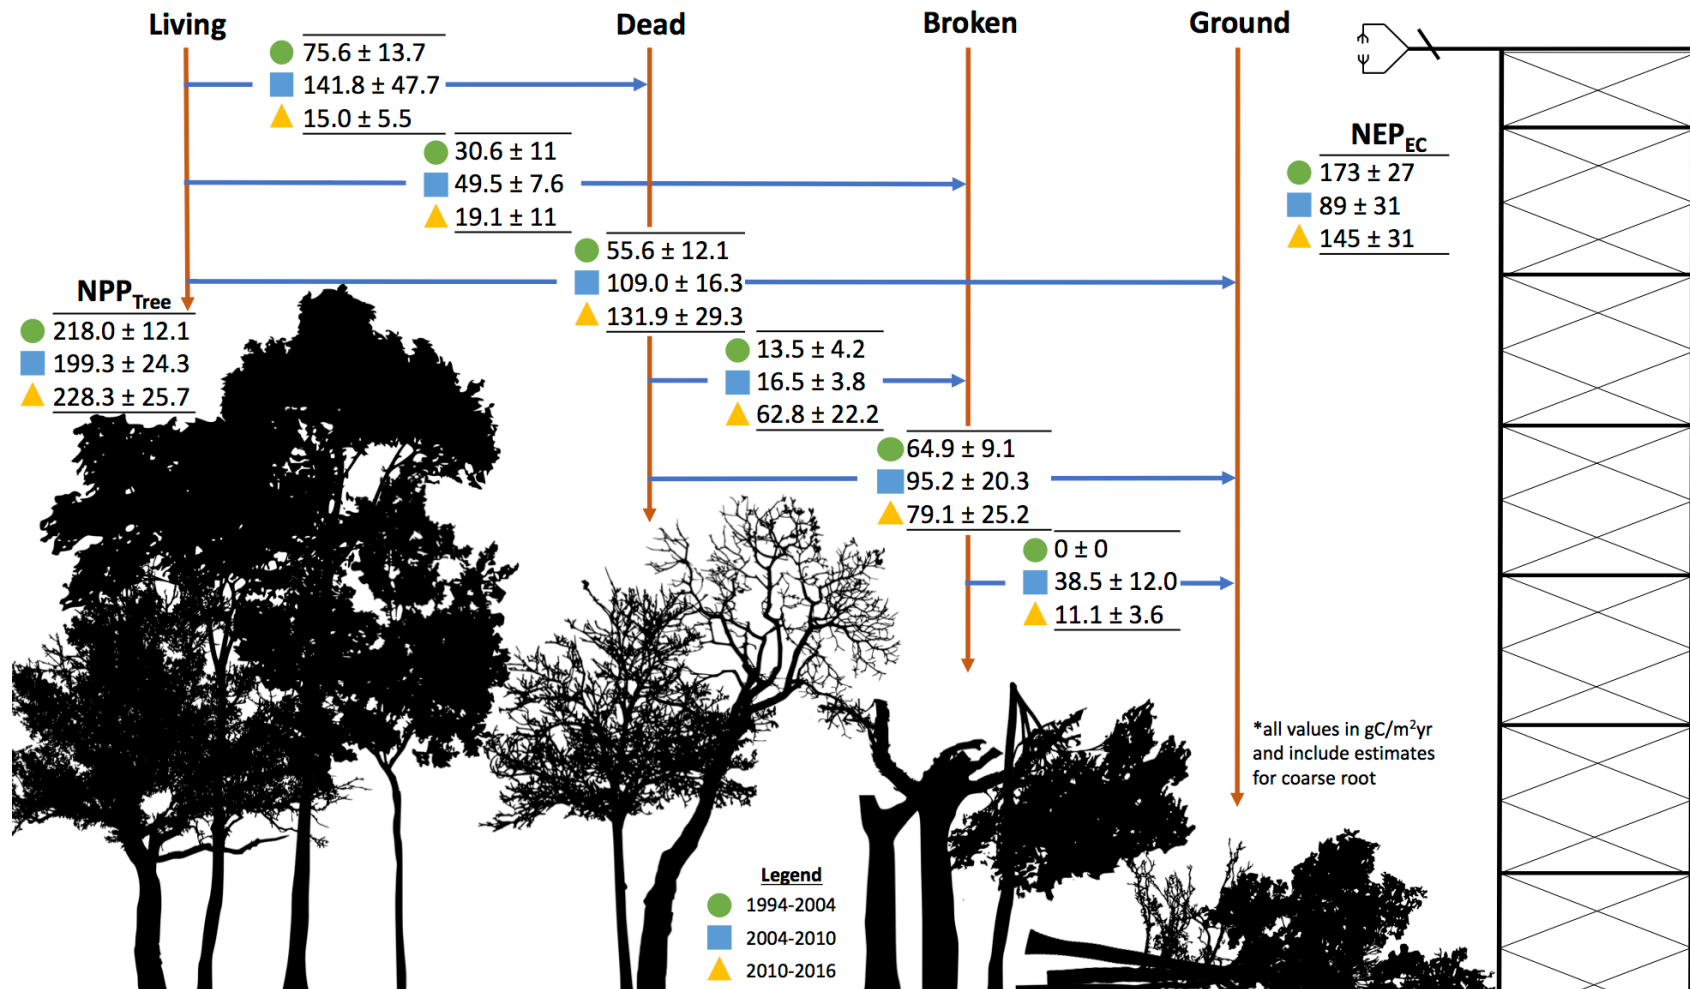 Living
Dead
Broken
Ground
75.6 ± 13.7
141.8 ± 47.7
15.0 ± 5.5
30.6 ± 11
49.5 ± 7.6
19.1 ± 11
NEP_EC
173 ± 27
89 ± 31
145 ± 31
55.6 ± 12.1
109.0 ± 16.3
131.9 ± 29.3
NPP_Tree
218.0 ± 12.1
199.3 ± 24.3
228.3 ± 25.7
13.5 ± 4.2
16.5 ± 3.8
62.8 ± 22.2
64.9 ± 9.1
95.2 ± 20.3
79.1 ± 25.2
0 ± 0
38.5 ± 12.0
11.1 ± 3.6
*all values in gC/m²yr
and include estimates
for coarse root
Legend
1994-2004
2004-2010
2010-2016